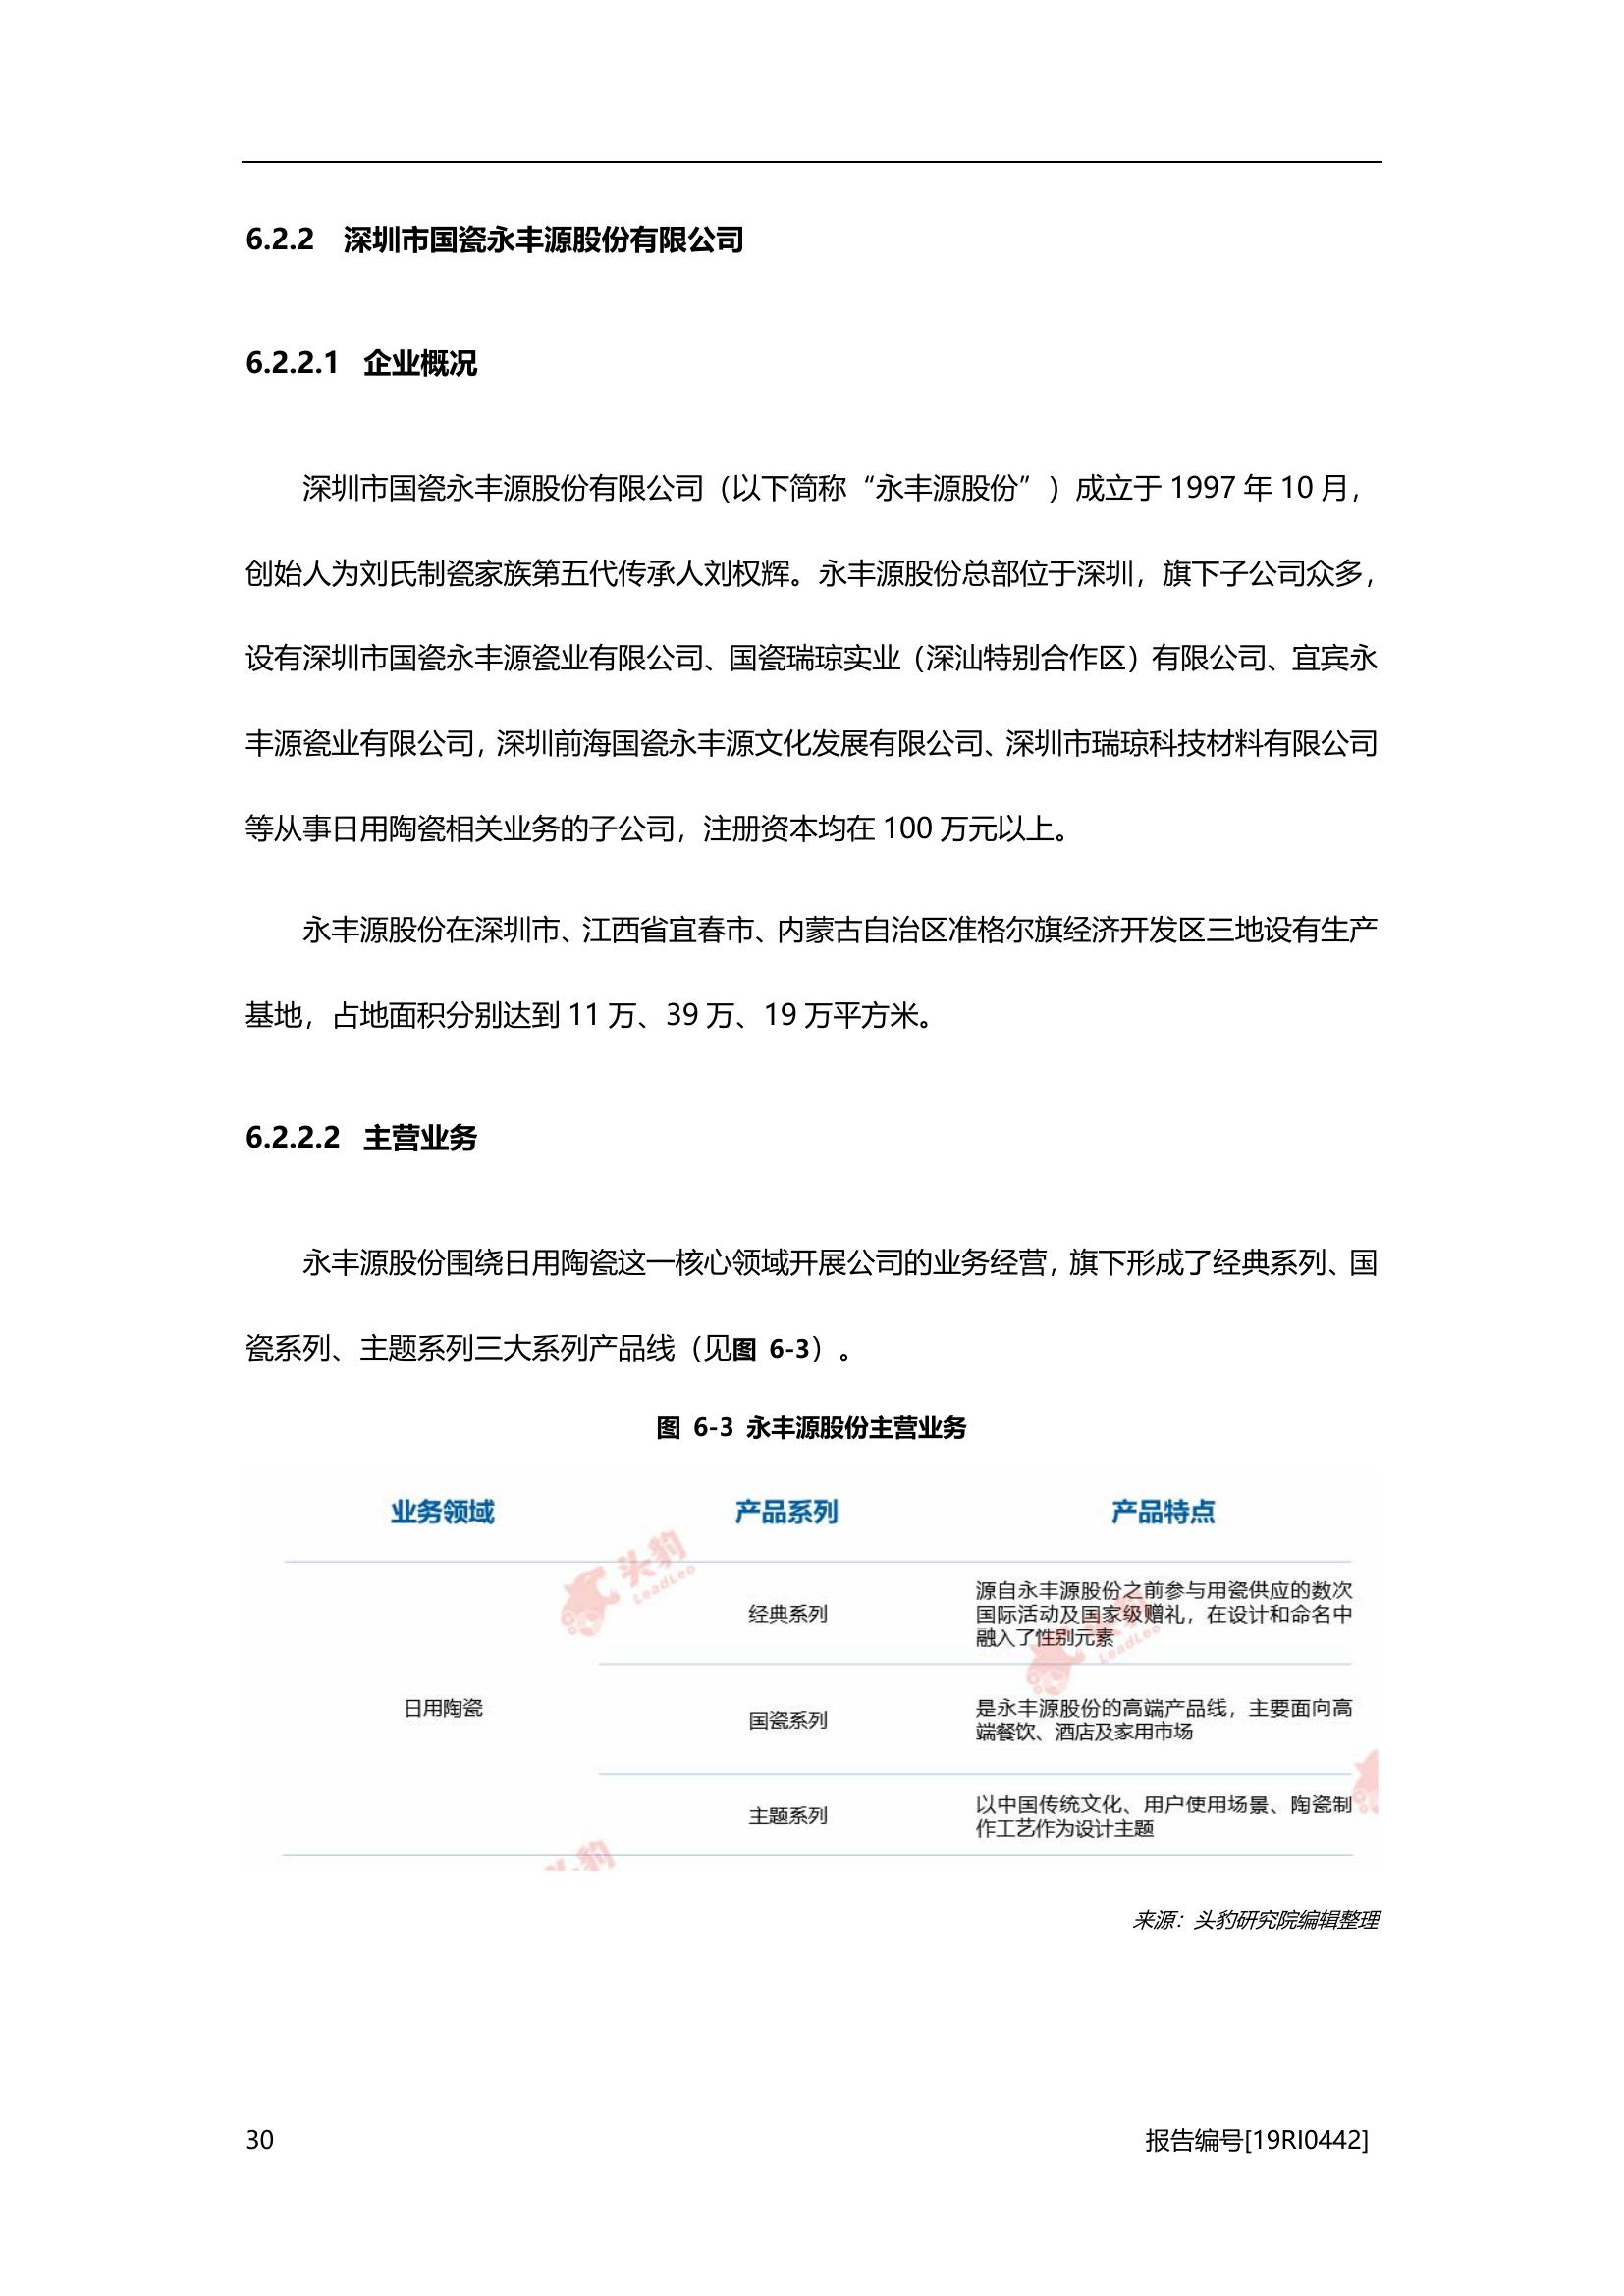 6.2.2 深圳市国瓷永丰源股份有限公司
6.2.2.1 企业概况
深圳市国瓷永丰源股份有限公司（以下简称“永丰源股份”）成立于 1997 年 10 月，
创始人为刘氏制瓷家族第五代传承人刘权辉。永丰源股份总部位于深圳，旗下子公司众多，
设有深圳市国瓷永丰源瓷业有限公司、国瓷瑞琼实业（深汕特别合作区）有限公司、宜宾永
丰源瓷业有限公司，深圳前海国瓷永丰源文化发展有限公司、深圳市瑞琼科技材料有限公司
等从事日用陶瓷相关业务的子公司，注册资本均在 100 万元以上。
永丰源股份在深圳市、江西省宜春市、内蒙古自治区准格尔旗经济开发区三地设有生产
基地，占地面积分别达到 11 万、39 万、19 万平方米。
6.2.2.2 主营业务
永丰源股份围绕日用陶瓷这一核心领域开展公司的业务经营，旗下形成了经典系列、国
瓷系列、主题系列三大系列产品线（见图 6-3）。
图 6-3 永丰源股份主营业务
业务领域 产品系列 产品特点
头豹
LeadLeo
日用陶瓷
经典系列
源自永丰源股份之前参与用瓷供应的数次
国际活动及国家级赠礼，在设计和命名中
融入了性别元素
头豹
LeadLeo
国瓷系列
是永丰源股份的高端产品线，主要面向高
端餐饮、酒店及家用市场
主题系列
以中国传统文化、用户使用场景、陶瓷制
作工艺作为设计主题
头豹
来源：头豹研究院编辑整理
30 报告编号[19RI0442]